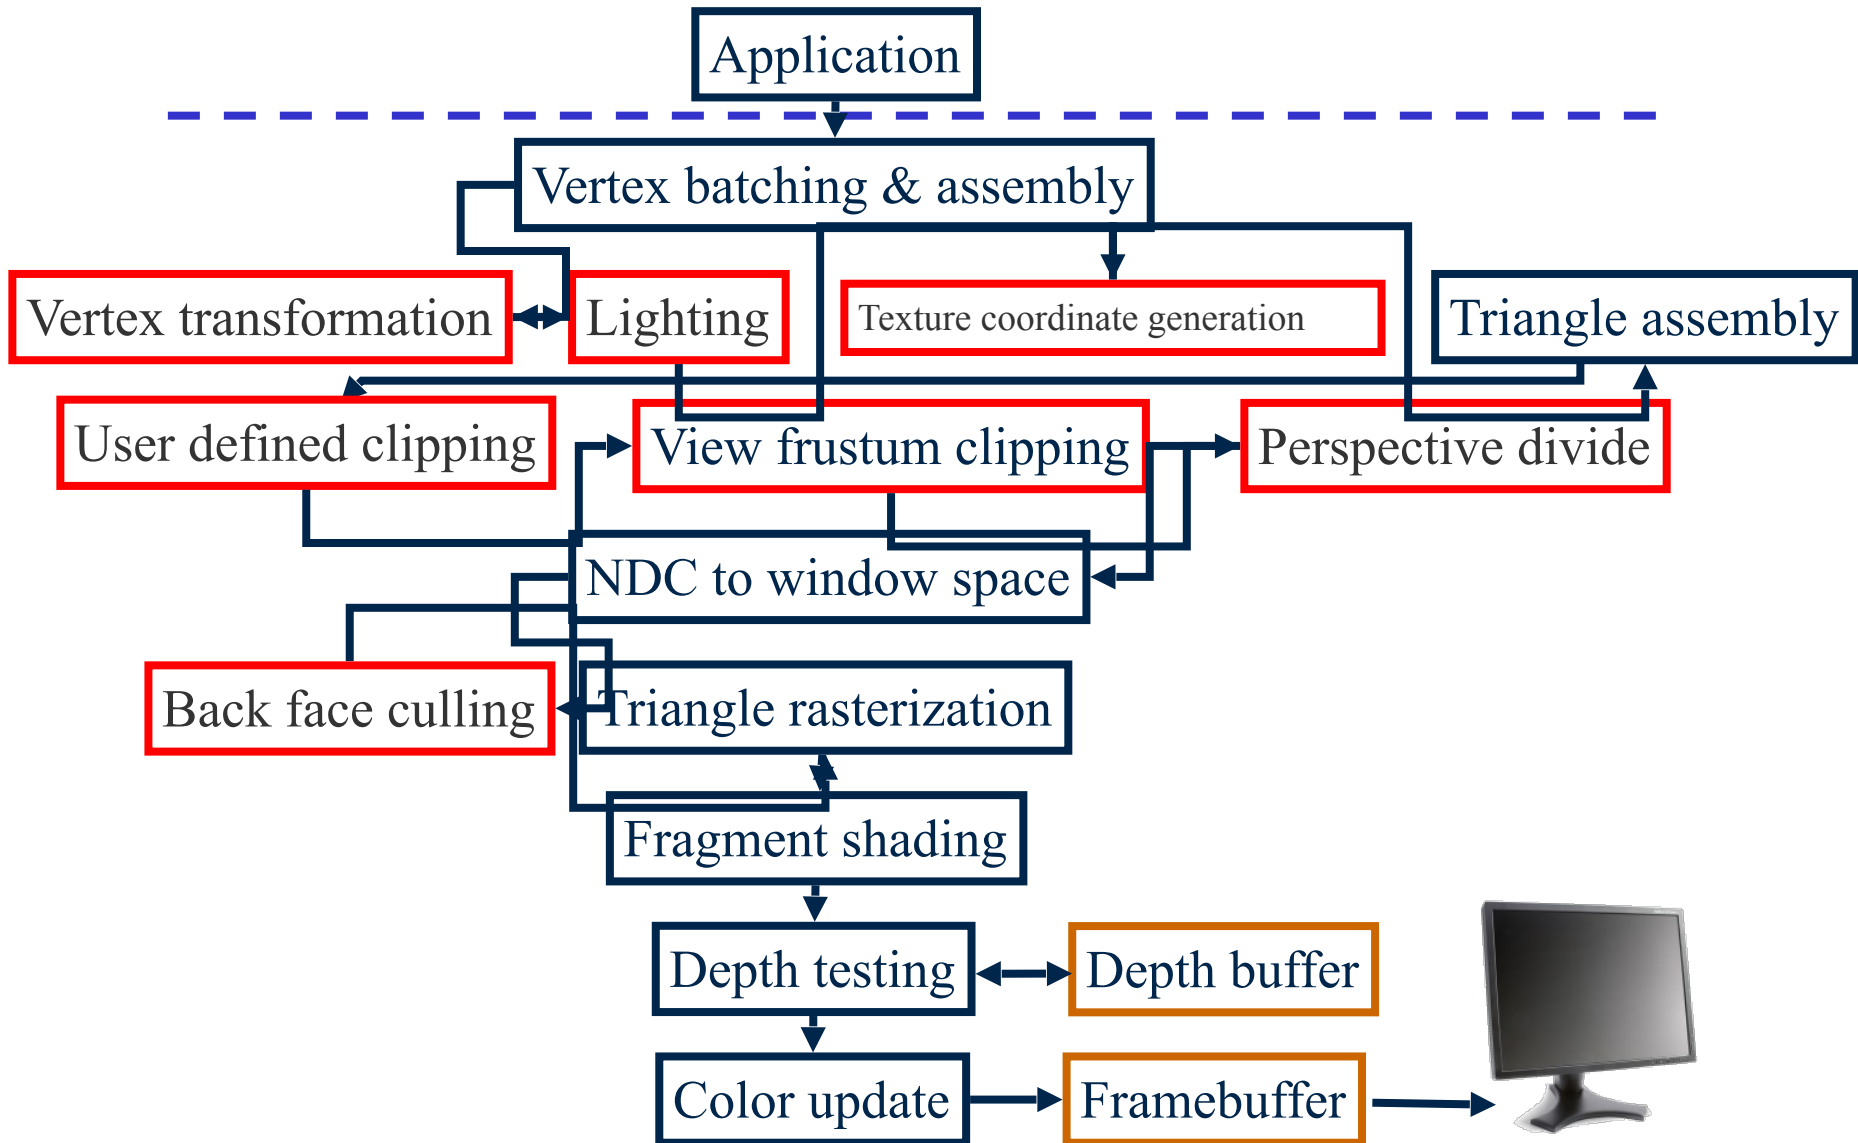 Application
Vertex batching & assembly
Vertex transformation
Lighting
Texture coordinate generation
Triangle assembly
User defined clipping
View frustum clipping
Perspective divide
NDC to window space
Back face culling
Triangle rasterization
Fragment shading
Depth testing
Depth buffer
Color update
Framebuffer